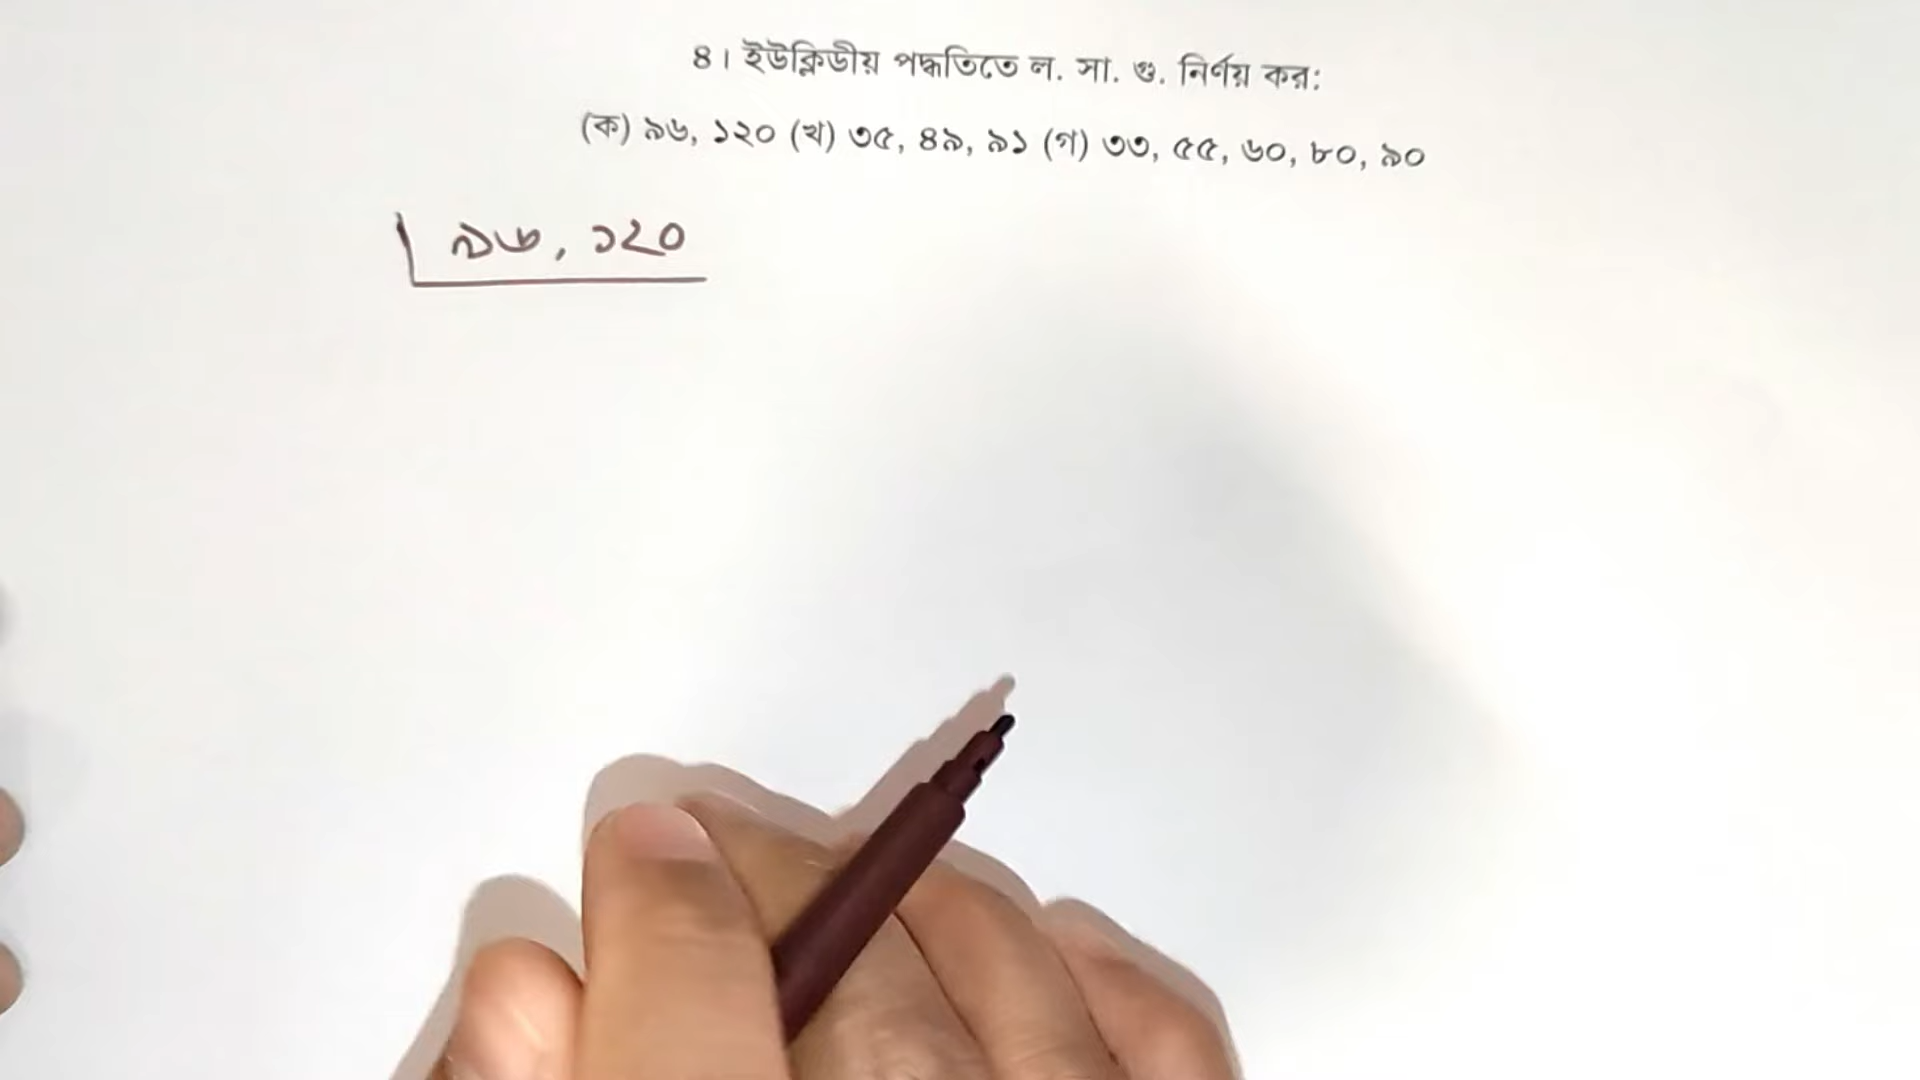 ৪। ইউক্লিডীয় পদ্ধতিতে ল. সা. গু. নির্ণয় কর:
(ক) ৯৬, ১২০ (খ) ৩৫, ৪৯, ৯১ (গ) ৩৩, ৫৫, ৬০, ৮০, ৯০
৯৬, ১২০